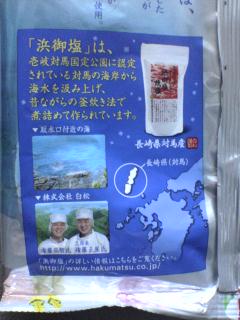 使用。
「浜御塩」は、
壱岐対馬国定公園に認定
されている対馬の海岸から
海水を汲み上げ、
昔ながらの釜炊き法で
煮詰めて作られています。
▼取水口付近の海
長崎県対馬産
長崎県(対馬)
▼株式会社 白松
「浜御塩」の詳しい情報はこちらをご覧ください。
http://www.hakumatsu.co.jp/